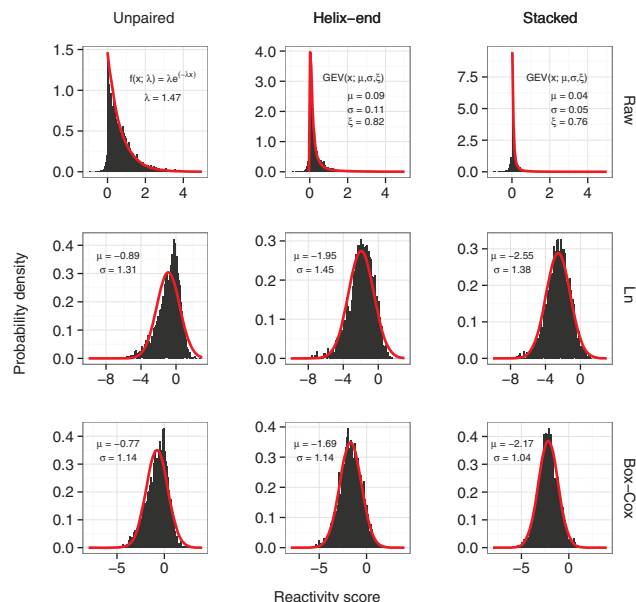 Unpaired Helix-end Stacked
1.5
1.0
0.5
0.0
f(x; λ) = λe(−λx)
λ = 1.47
0 2 4
4.0
3.0
2.0
1.0
0.0
GEV(x; μ,σ,ξ)
μ = 0.09
σ = 0.11
ξ = 0.82
0 2 4
7.5
5.0
2.5
0.0
GEV(x; μ,σ,ξ)
μ = 0.04
σ = 0.05
ξ = 0.76
0 2 4
Raw
Probability density
0.4
0.3
0.2
0.1
0.0
μ = −0.89
σ = 1.31
−8 −4 0
0.3
0.2
0.1
0.0
μ = −1.95
σ = 1.45
−8 −4 0
0.3
0.2
0.1
0.0
μ = −2.55
σ = 1.38
−8 −4 0
Ln
0.4
0.3
0.2
0.1
0.0
μ = −0.77
σ = 1.14
−5 0
0.4
0.3
0.2
0.1
0.0
μ = −1.69
σ = 1.14
−5 0
0.4
0.3
0.2
0.1
0.0
μ = −2.17
σ = 1.04
−5 0
Box−Cox
Reactivity score